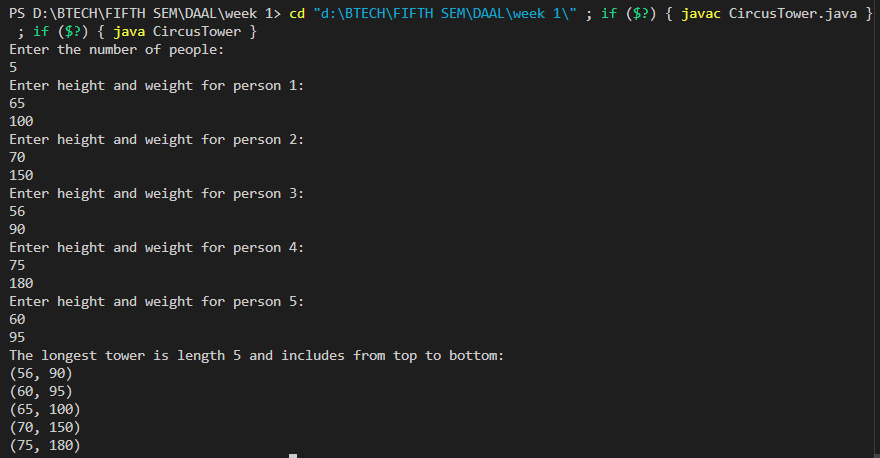 PS D:\BTECH\FIFTH SEM\DAAL\week 1> cd "d:\BTECH\FIFTH SEM\DAAL\week 1\" ; if ($?) { javac CircusTower.java }
 ; if ($?) { java CircusTower }
Enter the number of people:
5
Enter height and weight for person 1:
65
100
Enter height and weight for person 2:
70
150
Enter height and weight for person 3:
56
90
Enter height and weight for person 4:
75
180
Enter height and weight for person 5:
60
95
The longest tower is length 5 and includes from top to bottom:
(56, 90)
(60, 95)
(65, 100)
(70, 150)
(75, 180)